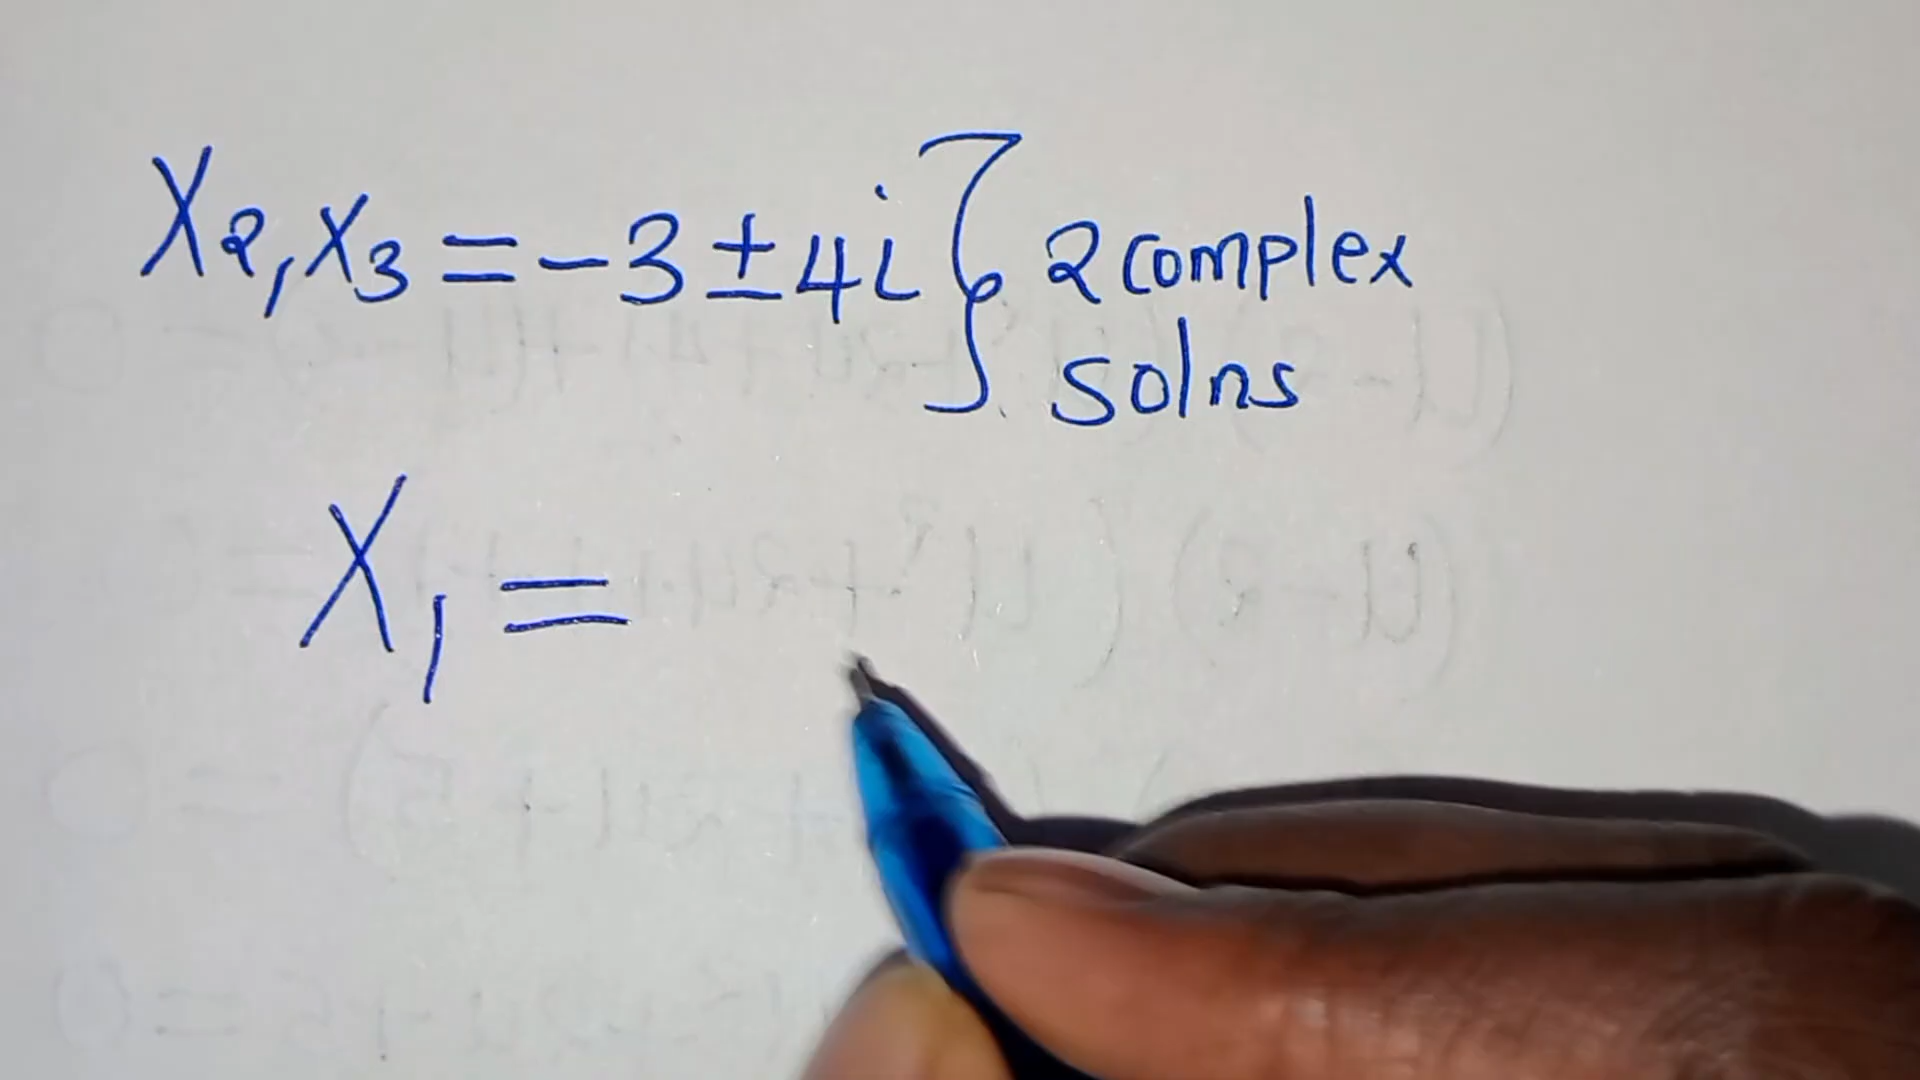 X₂,X₃ = -3 ± 4i } 2 complex
solns
X₁ =